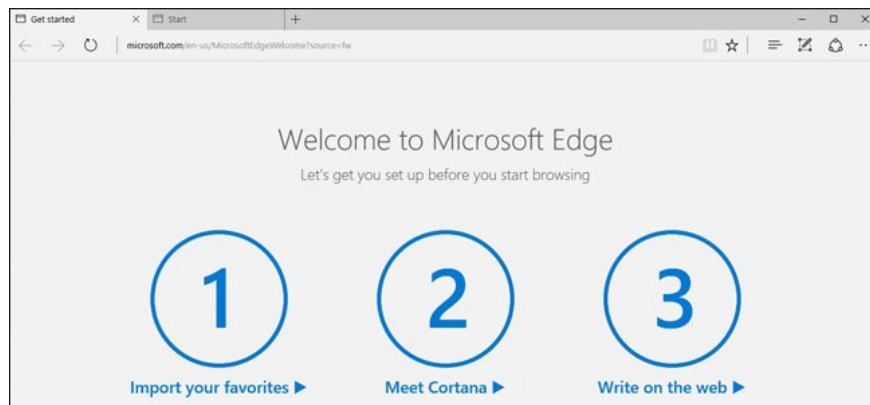 Get started
Start
microsoft.com/en-us/MicrosoftEdgeWelcome?source=fw
Welcome to Microsoft Edge
Let's get you set up before you start browsing
1 2 3
Import your favorites Meet Cortana Write on the web